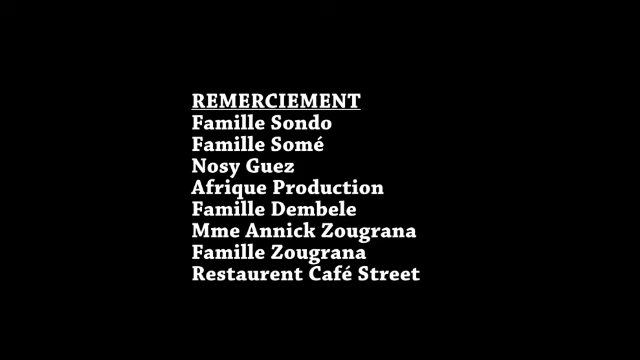 REMERCIEMENT
Famille Sondo
Famille Somé
Nosy Guez
Afrique Production
Famille Dembele
Mme Annick Zougrana
Famille Zougrana
Restaurent Café Street